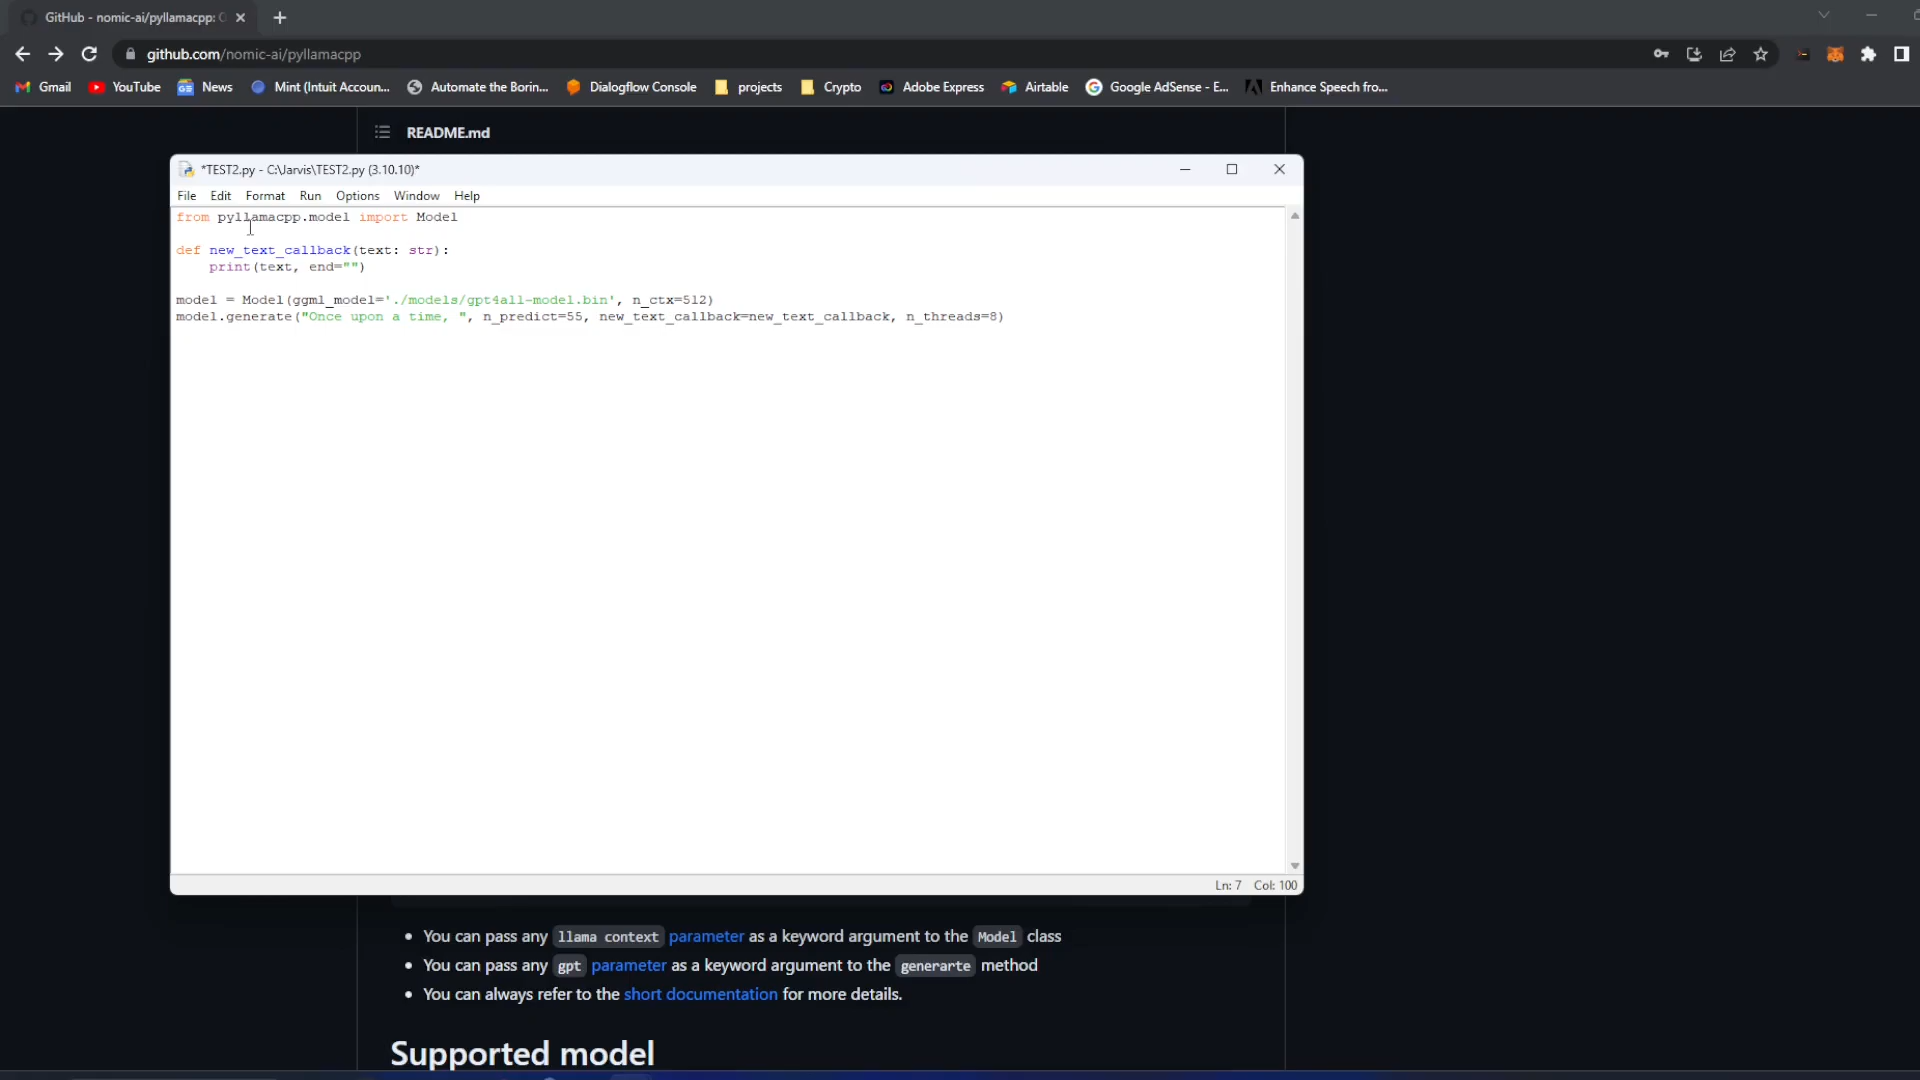 GitHub - nomic-ai/pyllamacpp:
github.com/nomic-ai/pyllamacpp
Gmail YouTube News Mint (Intuit Accoun... Automate the Borin... Dialogflow Console projects Crypto Adobe Express Airtable Google AdSense - E... Enhance Speech fro...
README.md
*TEST2.py - C:\Jarvis\TEST2.py (3.10.10)*
File Edit Format Run Options Window Help
from pyllamacpp.model import Model
def new_text_callback(text: str):
    print(text, end="")
model = Model(ggml_model='./models/gpt4all-model.bin', n_ctx=512)
model.generate("Once upon a time, ", n_predict=55, new_text_callback=new_text_callback, n_threads=8)
Ln: 7 Col: 100
• You can pass any llama context parameter as a keyword argument to the Model class
• You can pass any gpt parameter as a keyword argument to the generarte method
• You can always refer to the short documentation for more details.
Supported model